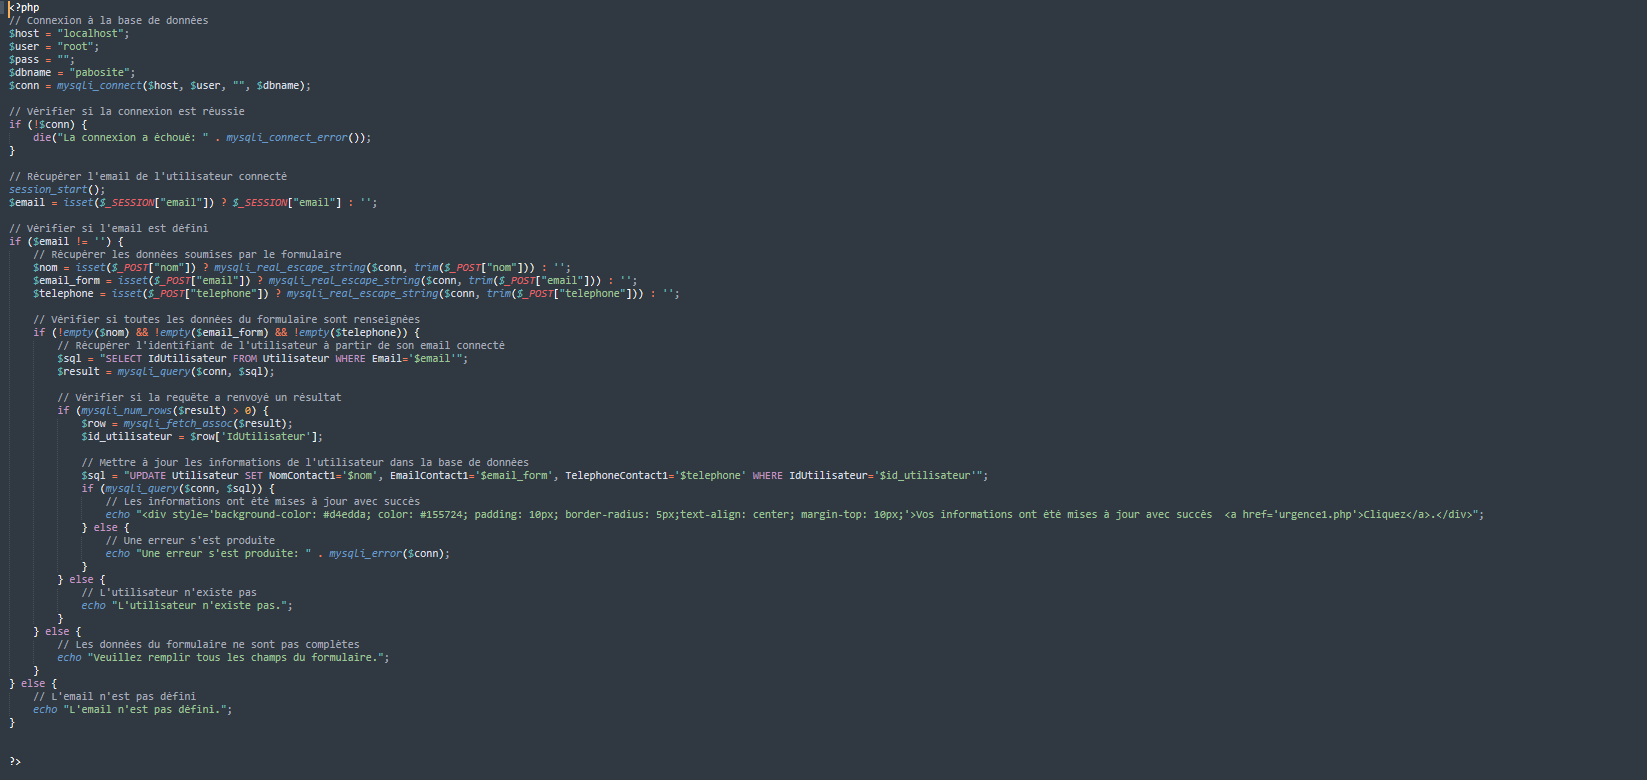 <?php
// Connexion à la base de données
$host = "localhost";
$user = "root";
$pass = "";
$dbname = "pabosite";
$conn = mysqli_connect($host, $user, "", $dbname);

// Vérifier si la connexion est réussie
if (!$conn) {
    die("La connexion a échoué: " . mysqli_connect_error());
}

// Récupérer l'email de l'utilisateur connecté
session_start();
$email = isset($_SESSION["email"]) ? $_SESSION["email"] : '';

// Vérifier si l'email est défini
if ($email != '') {
    // Récupérer les données soumises par le formulaire
    $nom = isset($_POST["nom"]) ? mysqli_real_escape_string($conn, trim($_POST["nom"])) : '';
    $email_form = isset($_POST["email"]) ? mysqli_real_escape_string($conn, trim($_POST["email"])) : '';
    $telephone = isset($_POST["telephone"]) ? mysqli_real_escape_string($conn, trim($_POST["telephone"])) : '';

    // Vérifier si toutes les données du formulaire sont renseignées
    if (!empty($nom) && !empty($email_form) && !empty($telephone)) {
        // Récupérer l'identifiant de l'utilisateur à partir de son email connecté
        $sql = "SELECT IdUtilisateur FROM Utilisateur WHERE Email='$email'";
        $result = mysqli_query($conn, $sql);

        // Vérifier si la requête a renvoyé un résultat
        if (mysqli_num_rows($result) > 0) {
            $row = mysqli_fetch_assoc($result);
            $id_utilisateur = $row['IdUtilisateur'];

            // Mettre à jour les informations de l'utilisateur dans la base de données
            $sql = "UPDATE Utilisateur SET NomContact1='$nom', EmailContact1='$email_form', TelephoneContact1='$telephone' WHERE IdUtilisateur='$id_utilisateur'";
            if (mysqli_query($conn, $sql)) {
                // Les informations ont été mises à jour avec succès
                echo "<div style='background-color: #d4edda; color: #155724; padding: 10px; border-radius: 5px;text-align: center; margin-top: 10px;'>Vos informations ont été mises à jour avec succès  <a href='urgence1.php'>Cliquez</a>.</div>";
            } else {
                // Une erreur s'est produite
                echo "Une erreur s'est produite: " . mysqli_error($conn);
            }
        } else {
            // L'utilisateur n'existe pas
            echo "L'utilisateur n'existe pas.";
        }
    } else {
        // Les données du formulaire ne sont pas complètes
        echo "Veuillez remplir tous les champs du formulaire.";
    }
} else {
    // L'email n'est pas défini
    echo "L'email n'est pas défini.";
}

?>